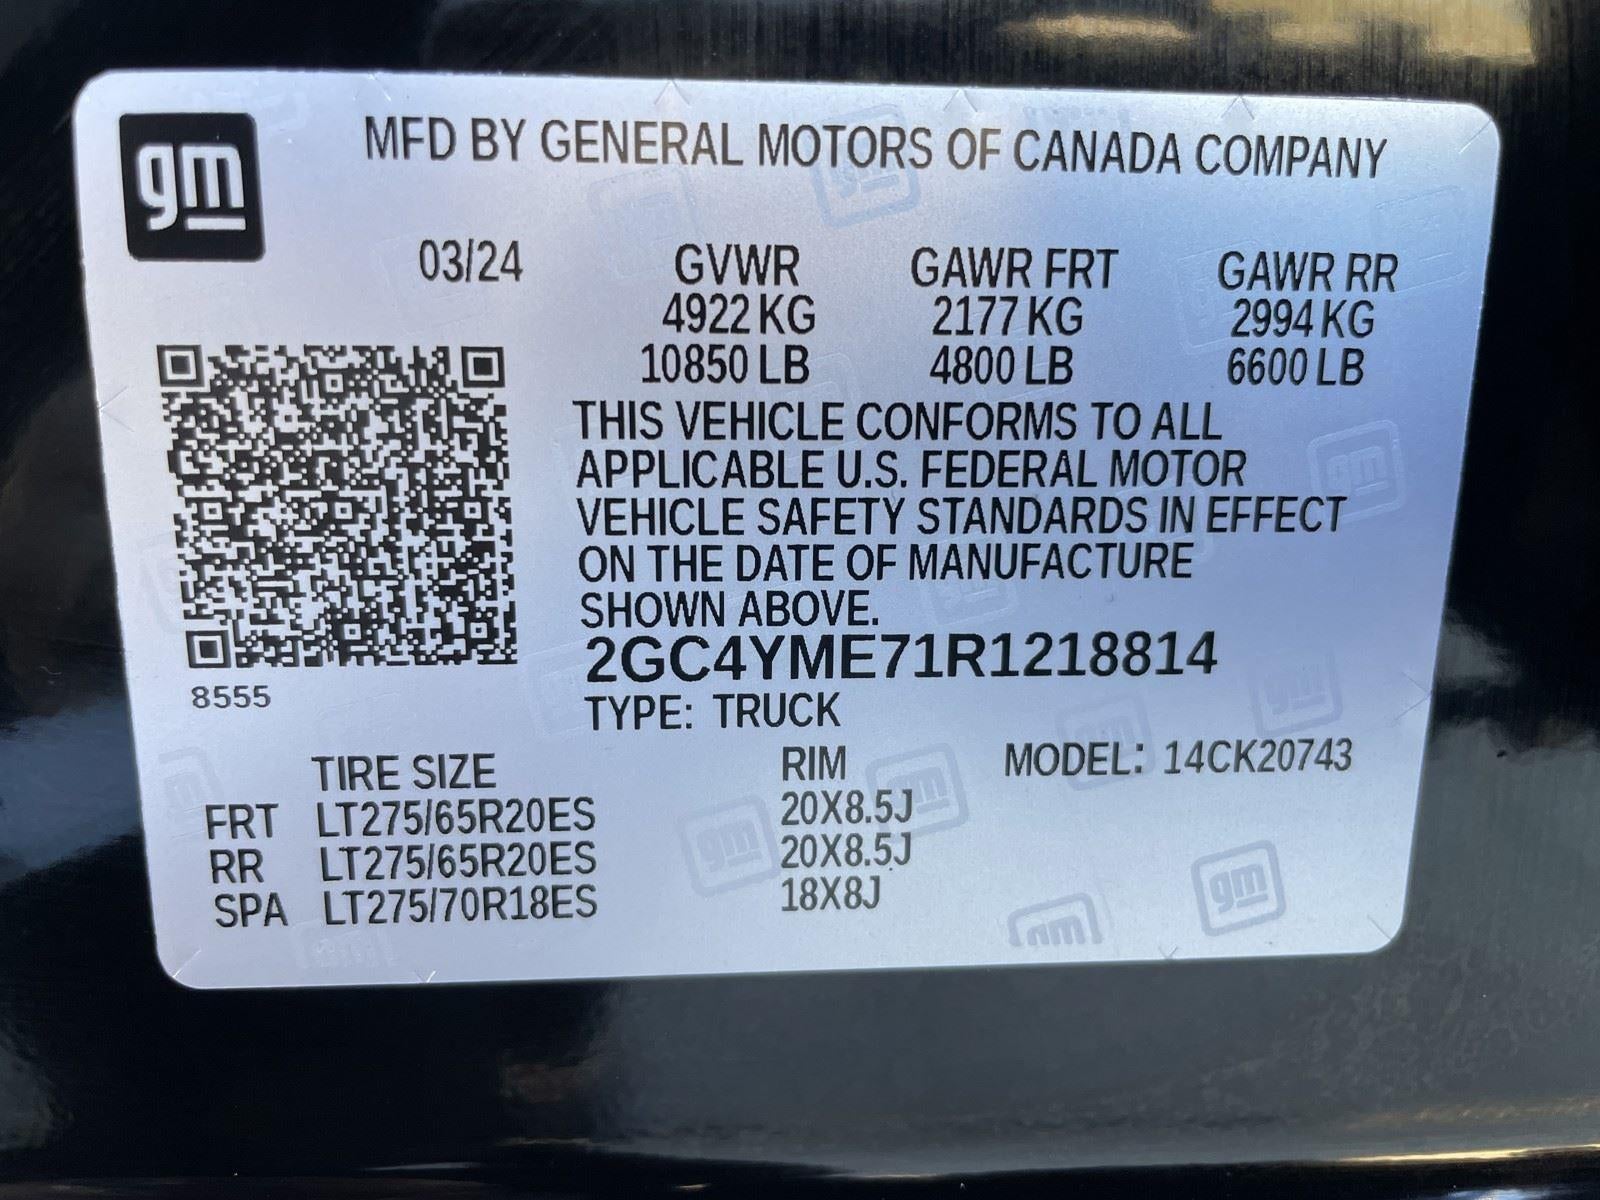 gm
MFD BY GENERAL MOTORS OF CANADA COMPANY
03/24 GVWR GAWR FRT GAWR RR
4922 KG 2177 KG 2994 KG
10850 LB 4800 LB 6600 LB
THIS VEHICLE CONFORMS TO ALL
APPLICABLE U.S. FEDERAL MOTOR
VEHICLE SAFETY STANDARDS IN EFFECT
ON THE DATE OF MANUFACTURE
SHOWN ABOVE.
2GC4YME71R1218814
8555
TYPE: TRUCK
TIRE SIZE RIM MODEL: 14CK20743
FRT LT275/65R20ES 20X8.5J
RR LT275/65R20ES 20X8.5J
SPA LT275/70R18ES 18X8J